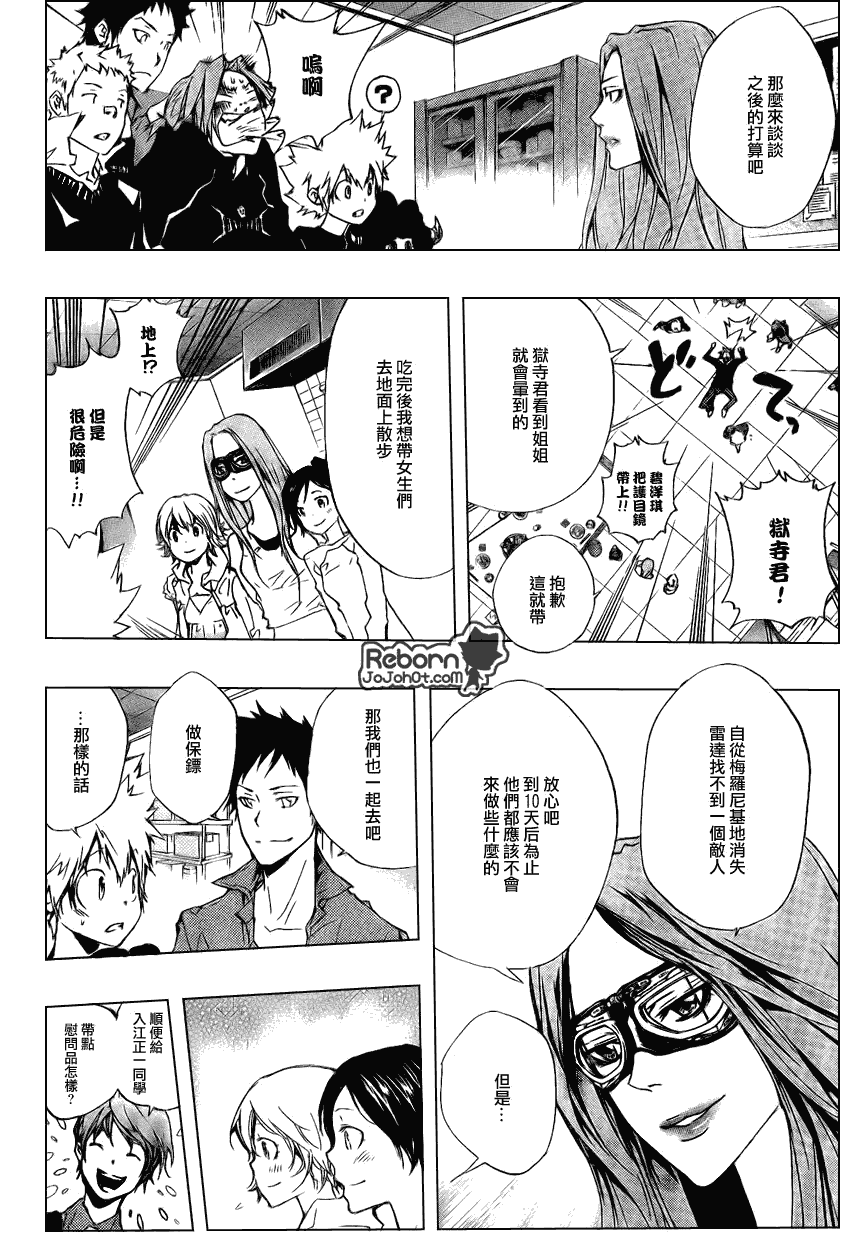 那麼來談談
之後的打算吧
?
嗚啊
ど
て、
獄寺君！
碧洋琪
把護目鏡
帶上!!
獄寺君看到姐姐
就會暈到的
抱歉
這就帶
吃完後我想帶女生們
去地面上散步
地上!?
但是
很危險啊…!!
自從梅羅尼基地消失
雷達找不到一個敵人
放心吧
到10天后為止
他們都應該不會
來做些什麼的
但是…
那我們也一起去吧
做保鏢
…那樣的話
順便給
入江正一同學
帶點
慰問品怎樣?
Reborn
JoJoHOt.com